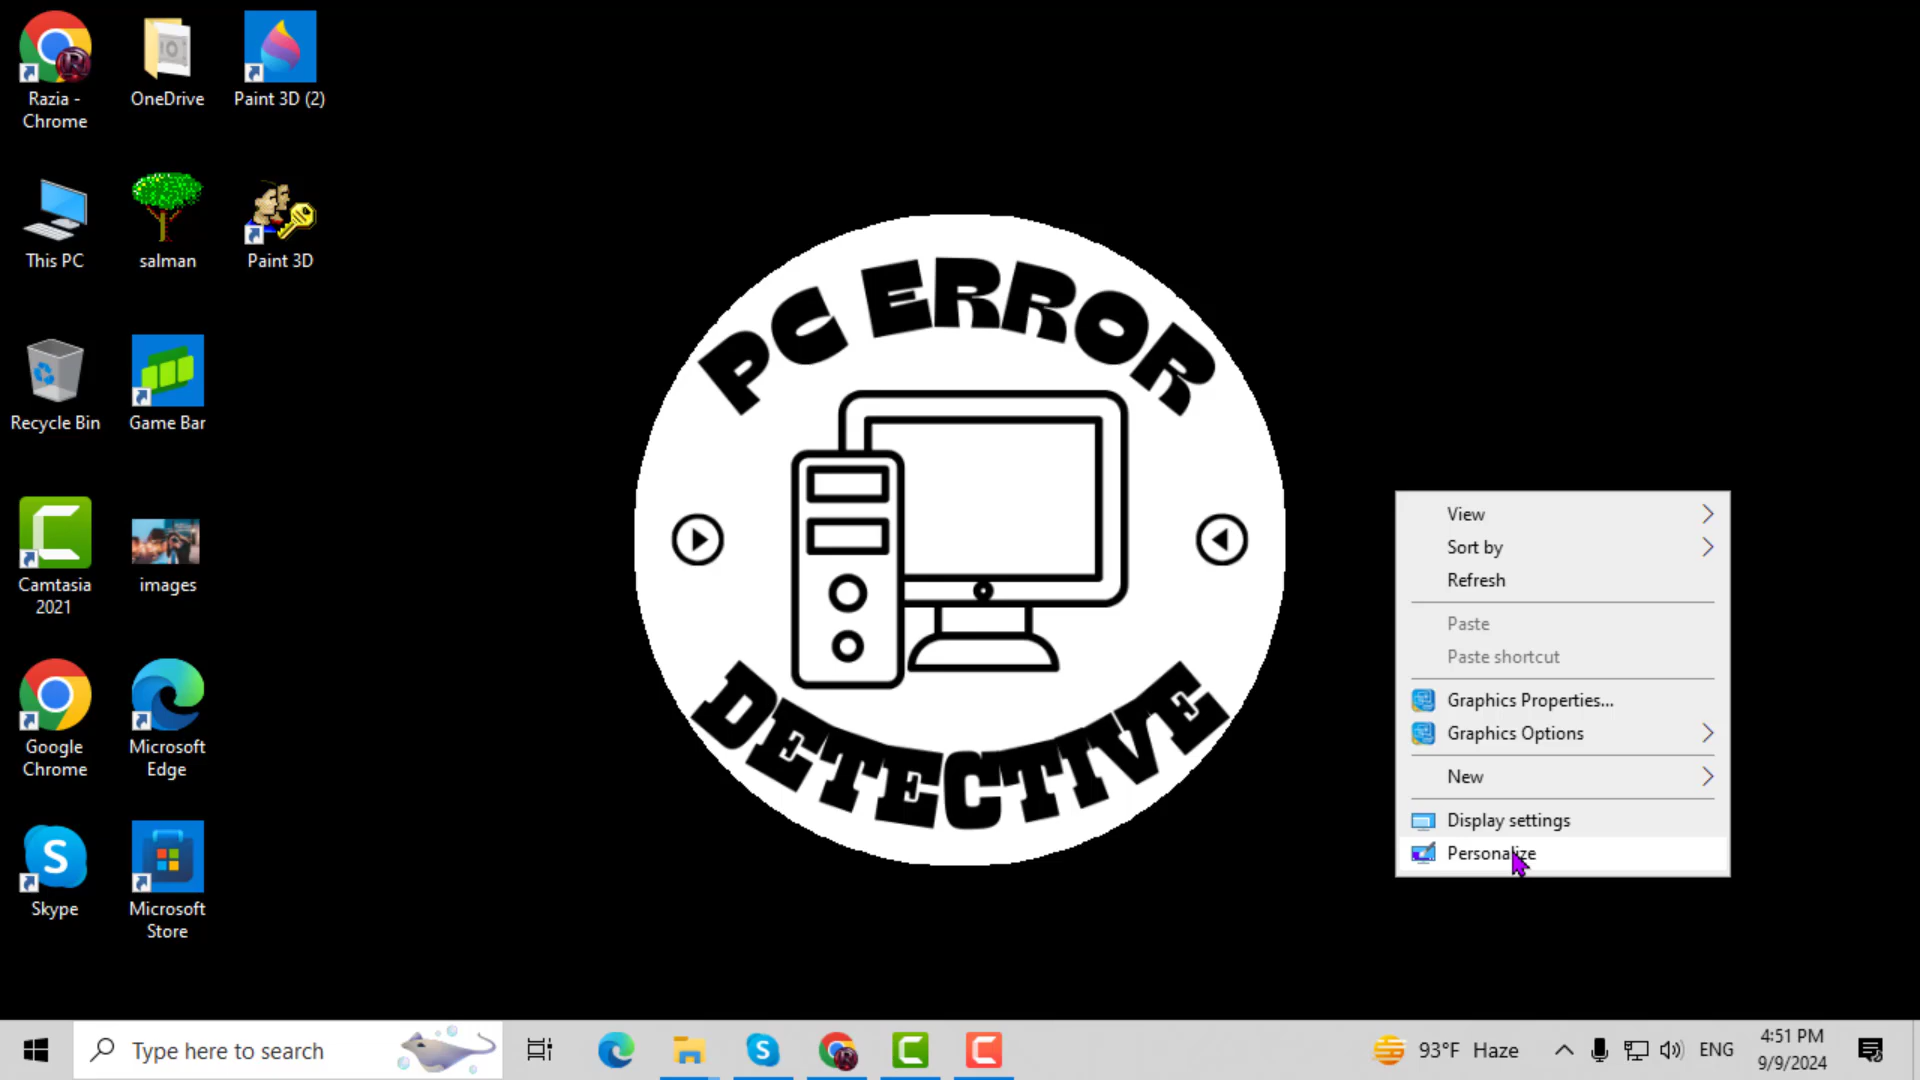 Razia -
Chrome
OneDrive
Paint 3D (2)
This PC
salman
Paint 3D
Recycle Bin
Game Bar
Camtasia
2021
images
Google
Chrome
Microsoft
Edge
Skype
Microsoft
Store
PC ERROR
DETECTIVE
View
Sort by
Refresh
Paste
Paste shortcut
Graphics Properties...
Graphics Options
New
Display settings
Personalize
Type here to search
93°F Haze
ENG
4:51 PM
9/9/2024